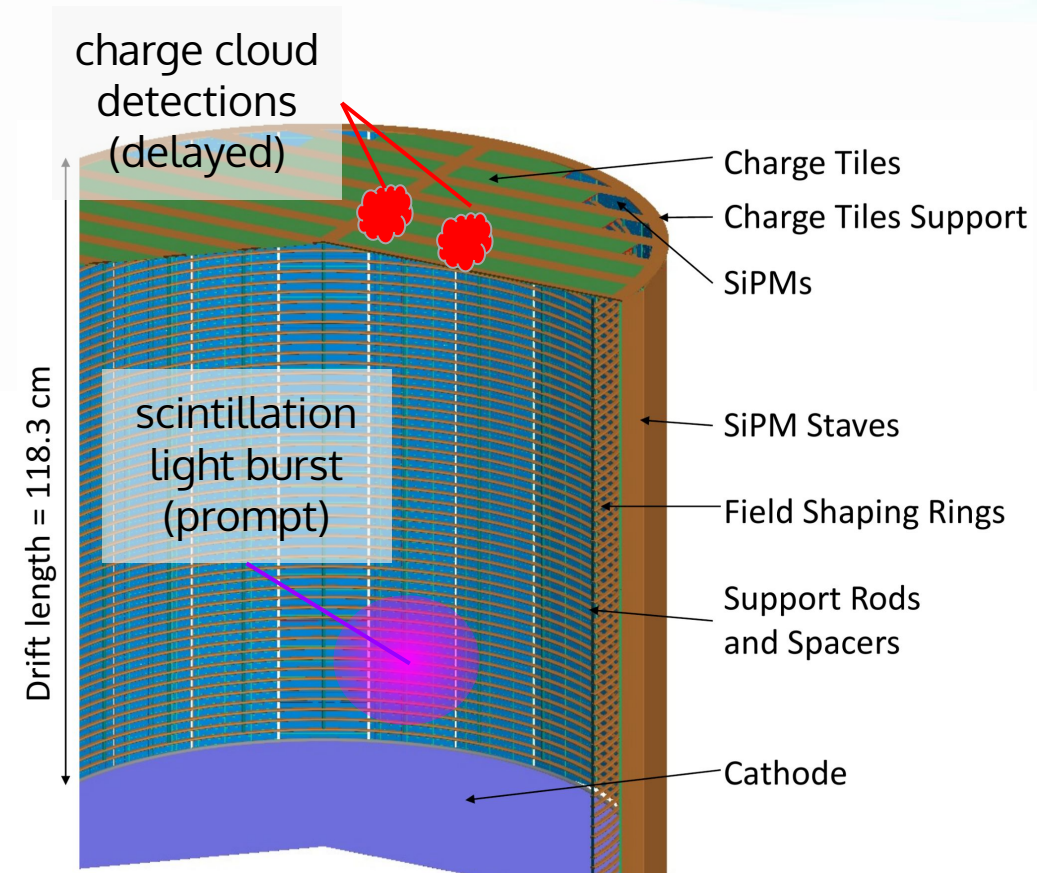 charge cloud
detections
(delayed)
Charge Tiles
Charge Tiles Support
SiPMs
scintillation
light burst
(prompt)
Drift length = 118.3 cm
SiPM Staves
Field Shaping Rings
Support Rods
and Spacers
Cathode